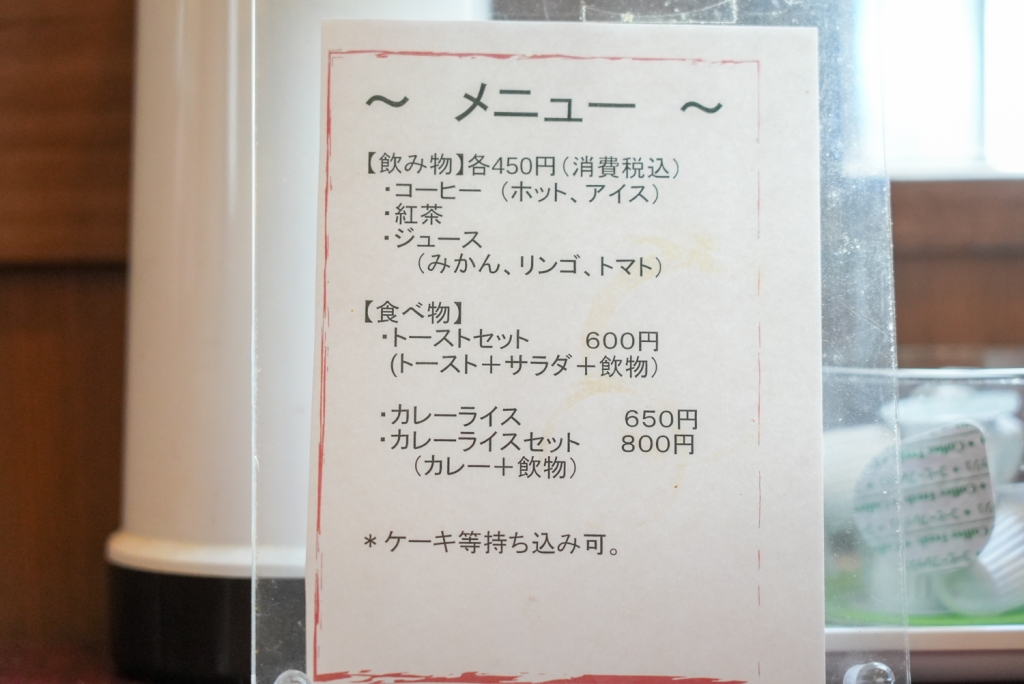 ～ メニュー ～
【飲み物】各450円（消費税込）
・コーヒー （ホット、アイス）
・紅茶
・ジュース
（みかん、リンゴ、トマト）
【食べ物】
・トーストセット 600円
(トースト＋サラダ＋飲物）
・カレーライス 650円
・カレーライスセット 800円
（カレー＋飲物）
＊ケーキ等持ち込み可。